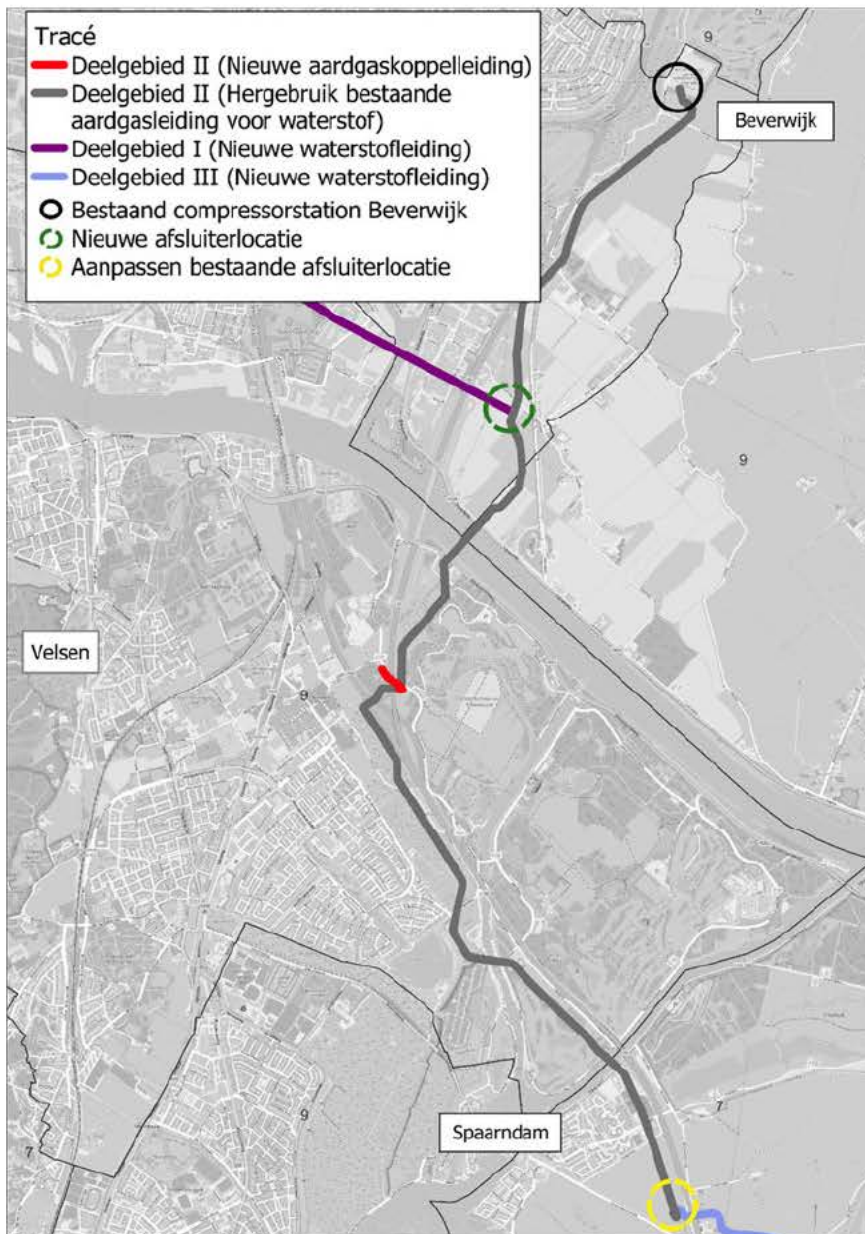 Tracé
Deelgebied II (Nieuwe aardgaskoppelleiding)
Deelgebied II (Hergebruik bestaande
aardgasleiding voor waterstof)
Deelgebied I (Nieuwe waterstofleiding)
Deelgebied III (Nieuwe waterstofleiding)
Bestaand compressorstation Beverwijk
Nieuwe afsluiterlocatie
Aanpassen bestaande afsluiterlocatie
9
Beverwijk
9
Velsen
9
7
Spaarndam
9
7